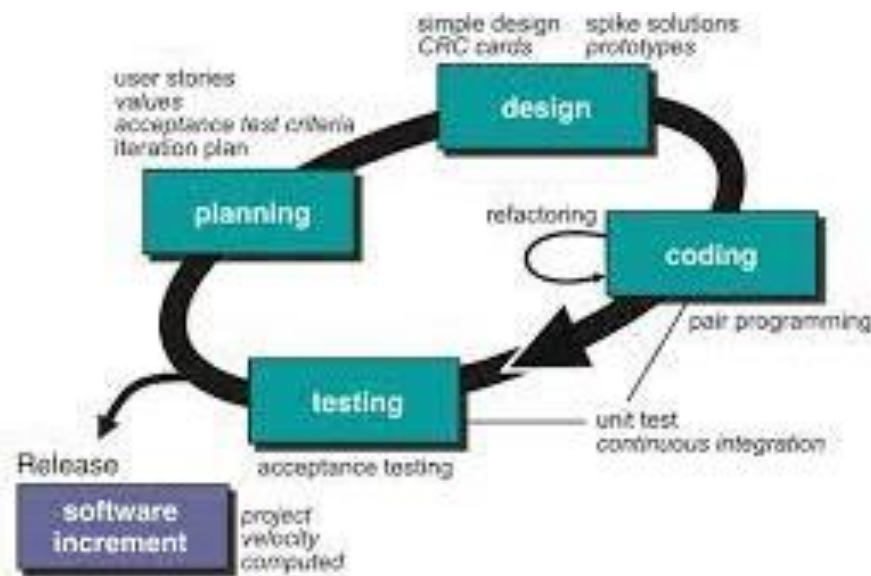 simple design
CRC cards
spike solutions
prototypes
design
user stories
values
acceptance test criteria
iteration plan
planning
refactoring
coding
pair programming
testing
unit test
continuous integration
acceptance testing
Release
software
increment
project
velocity
computed